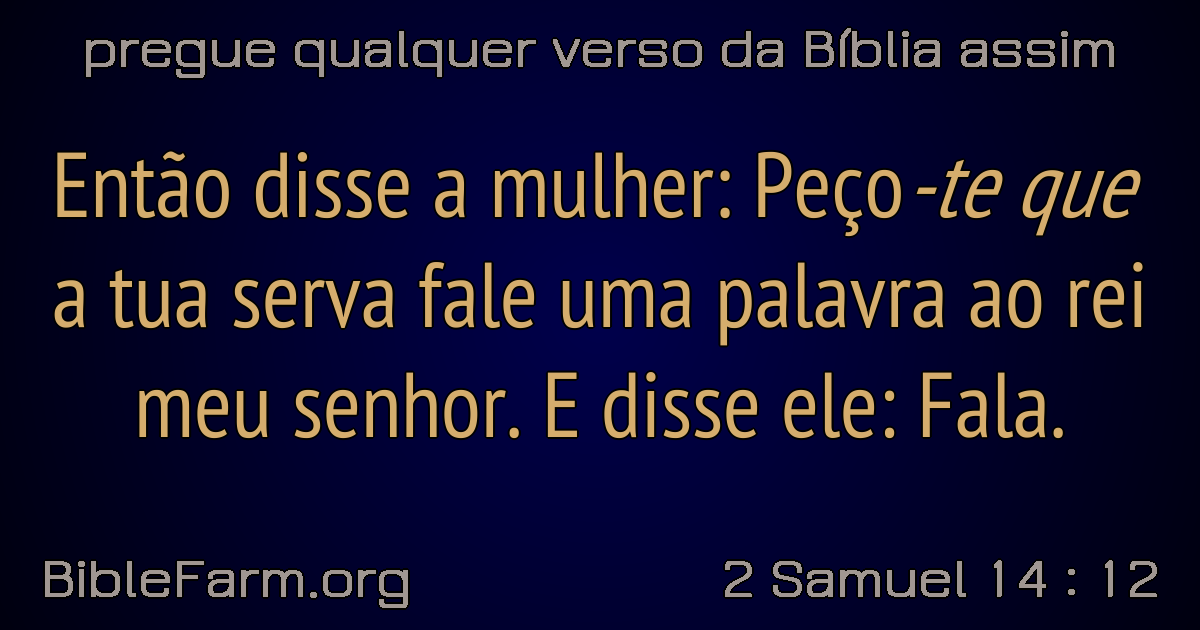 pregue qualquer verso da Bíblia assim
Então disse a mulher: Peço-te que
a tua serva fale uma palavra ao rei
meu senhor. E disse ele: Fala.
BibleFarm.org
2 Samuel 14 : 12